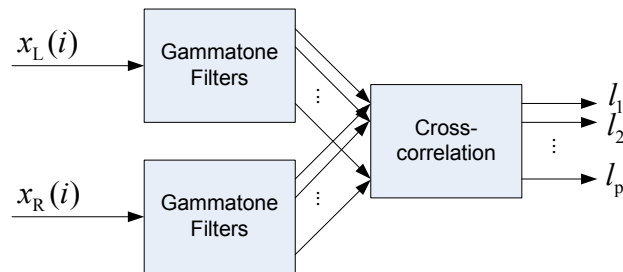 x_L(i)
Gammatone
Filters
...
Cross-
correlation
l_1
l_2
...
l_p
x_R(i)
Gammatone
Filters
...